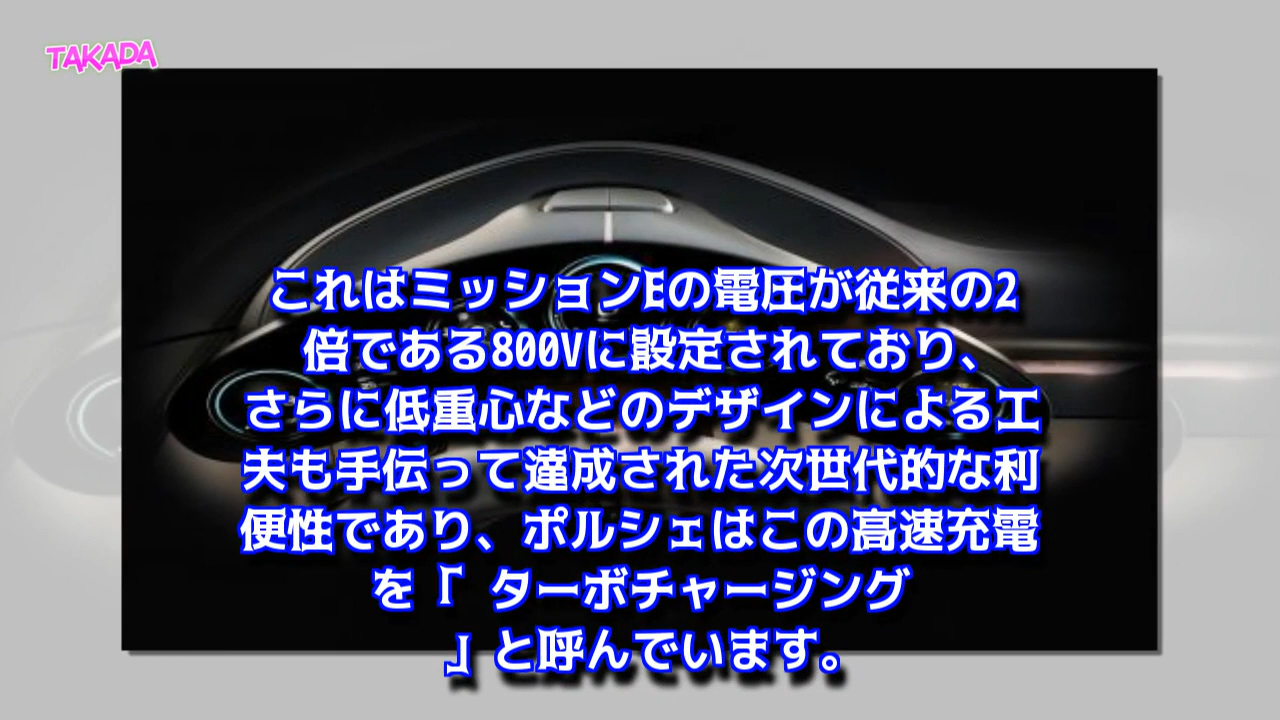 TAKADA
これはミッションEの電圧が従来の2
倍である800Vに設定されており、
さらに低重心などのデザインによる工
夫も手伝って達成された次世代的な利
便性であり、ポルシェはこの高速充電
を「 ターボチャージング
」と呼んでいます。